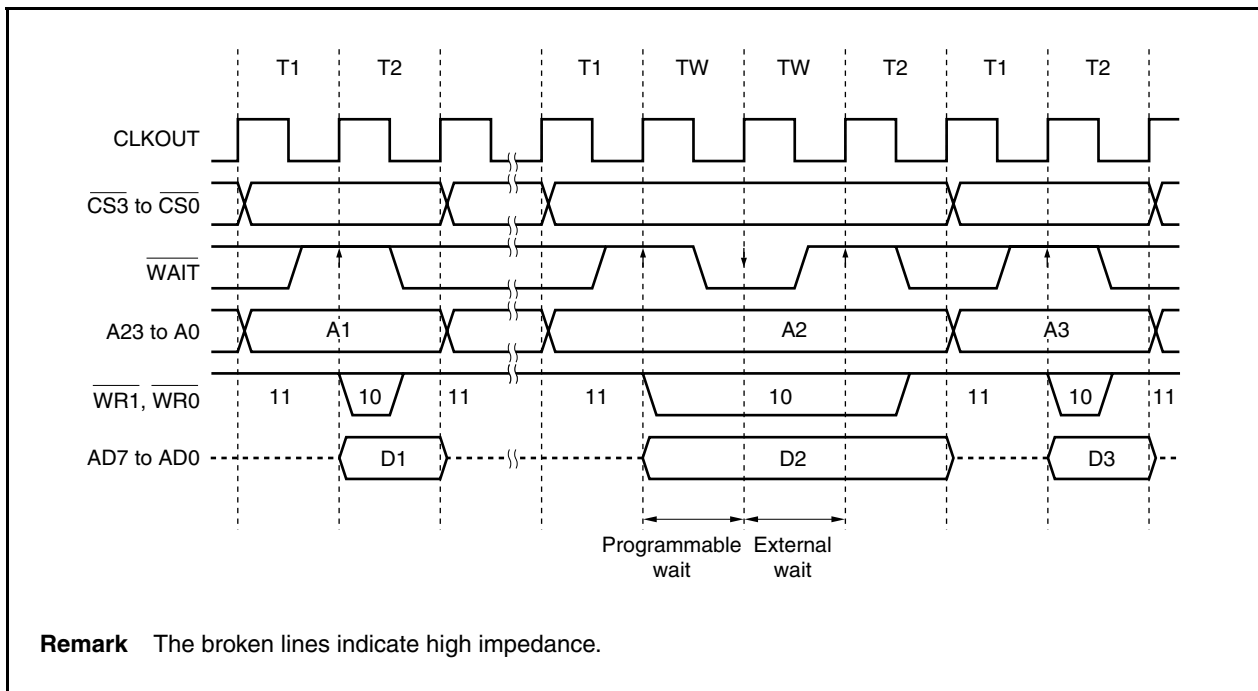 T1 T2 T1 TW TW T2 T1 T2
CLKOUT
CS3 to CS0
WAIT
A23 to A0 A1 A2 A3
WR1, WR0 11 10 11 11 10 11 10 11
AD7 to AD0 D1 D2 D3
Programmable wait
External wait
Remark The broken lines indicate high impedance.